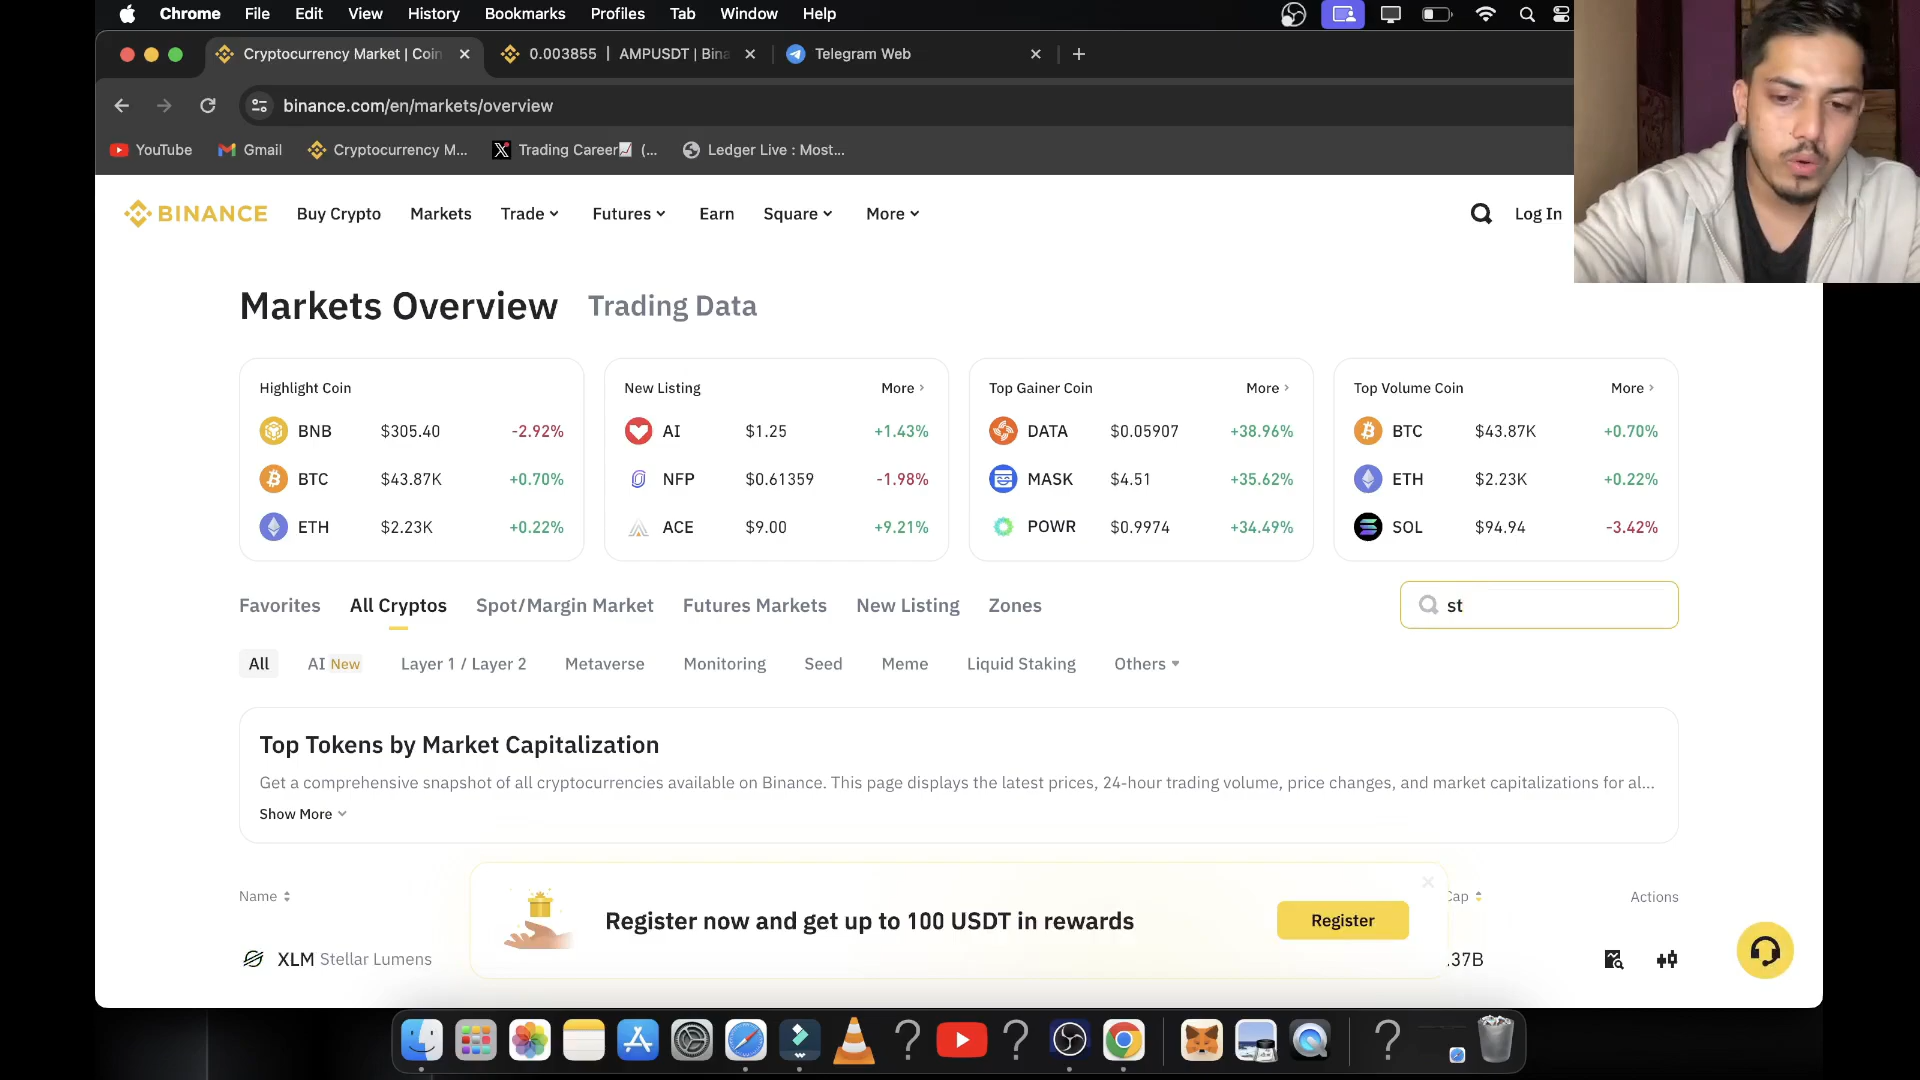 Chrome File Edit View History Bookmarks Profiles Tab Window Help
Cryptocurrency Market | Coin 0.003855 | AMPUSDT | Bina Telegram Web
binance.com/en/markets/overview
YouTube Gmail Cryptocurrency M... Trading Career (... Ledger Live : Most...
BINANCE Buy Crypto Markets Trade Futures Earn Square More Log In
Markets Overview Trading Data
Highlight Coin
BNB $305.40 -2.92%
BTC $43.87K +0.70%
ETH $2.23K +0.22%
New Listing More
AI $1.25 +1.43%
NFP $0.61359 -1.98%
ACE $9.00 +9.21%
Top Gainer Coin More
DATA $0.05907 +38.96%
MASK $4.51 +35.62%
POWR $0.9974 +34.49%
Top Volume Coin More
BTC $43.87K +0.70%
ETH $2.23K +0.22%
SOL $94.94 -3.42%
Favorites All Cryptos Spot/Margin Market Futures Markets New Listing Zones st
All AI New Layer 1 / Layer 2 Metaverse Monitoring Seed Meme Liquid Staking Others
Top Tokens by Market Capitalization
Get a comprehensive snapshot of all cryptocurrencies available on Binance. This page displays the latest prices, 24-hour trading volume, price changes, and market capitalizations for al...
Show More
Name Cap Actions
Register now and get up to 100 USDT in rewards Register
XLM Stellar Lumens .37B